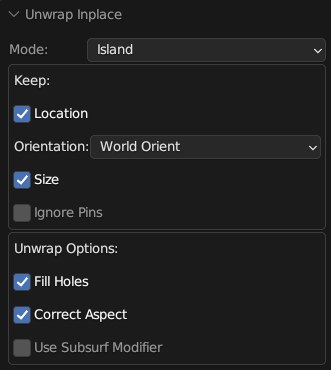 Unwrap Inplace
Mode: Island
Keep:
Location
Orientation: World Orient
Size
Ignore Pins
Unwrap Options:
Fill Holes
Correct Aspect
Use Subsurf Modifier